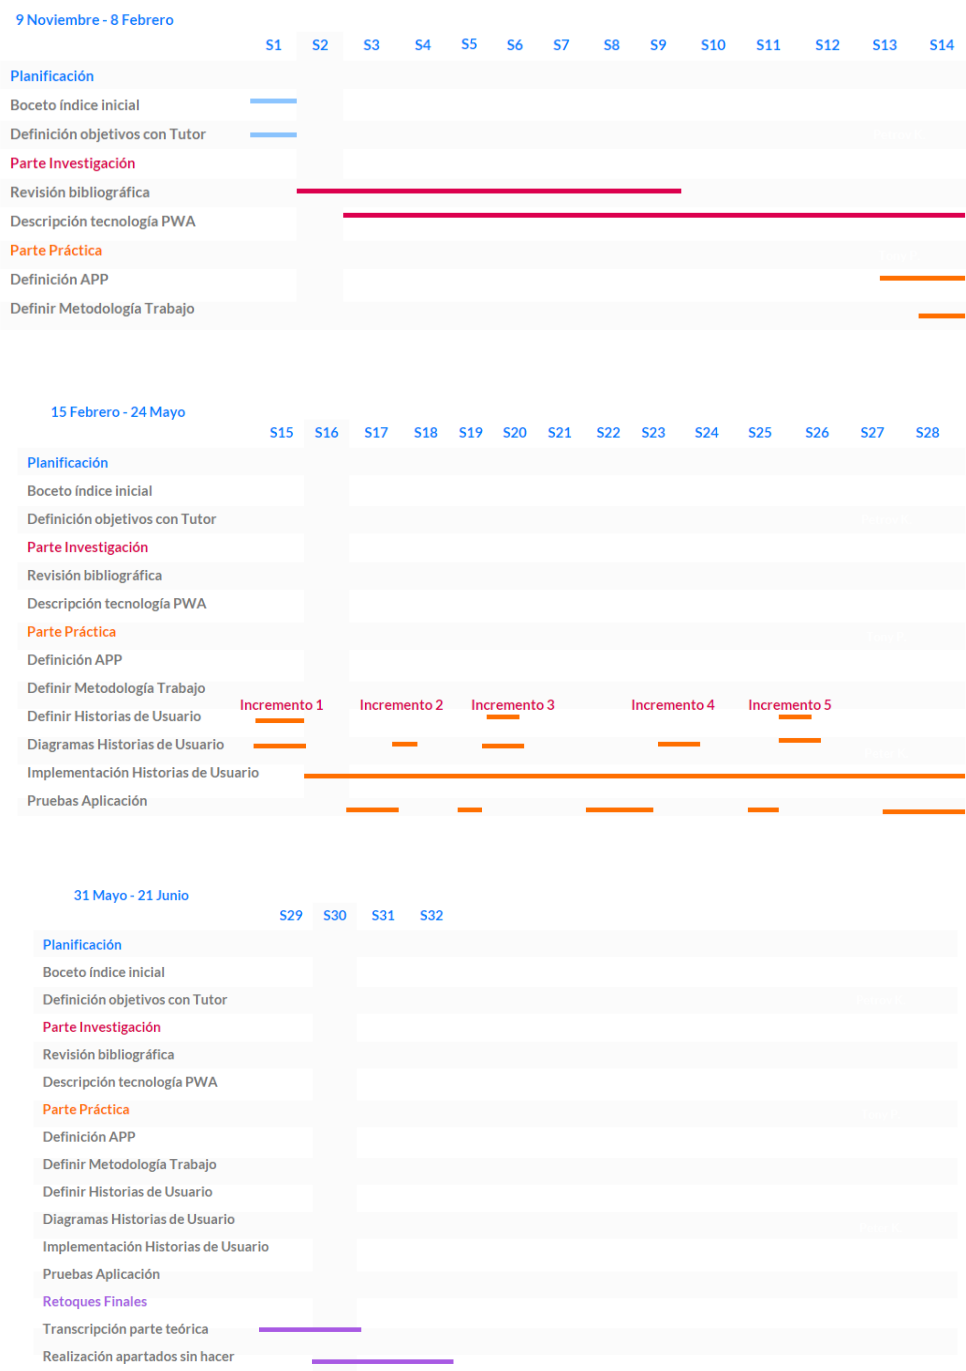 9 Noviembre - 8 Febrero
S1 S2 S3 S4 S5 S6 S7 S8 S9 S10 S11 S12 S13 S14
Planificación
Boceto índice inicial
Definición objetivos con Tutor
Parte Investigación
Revisión bibliográfica
Descripción tecnología PWA
Parte Práctica
Definición APP
Definir Metodología Trabajo
15 Febrero - 24 Mayo
S15 S16 S17 S18 S19 S20 S21 S22 S23 S24 S25 S26 S27 S28
Planificación
Boceto índice inicial
Definición objetivos con Tutor
Parte Investigación
Revisión bibliográfica
Descripción tecnología PWA
Parte Práctica
Definición APP
Definir Metodología Trabajo
Incremento 1 Incremento 2 Incremento 3 Incremento 4 Incremento 5
Definir Historias de Usuario
Diagramas Historias de Usuario
Implementación Historias de Usuario
Pruebas Aplicación
31 Mayo - 21 Junio
S29 S30 S31 S32
Planificación
Boceto índice inicial
Definición objetivos con Tutor
Parte Investigación
Revisión bibliográfica
Descripción tecnología PWA
Parte Práctica
Definición APP
Definir Metodología Trabajo
Definir Historias de Usuario
Diagramas Historias de Usuario
Implementación Historias de Usuario
Pruebas Aplicación
Retoques Finales
Transcripción parte teórica
Realización apartados sin hacer